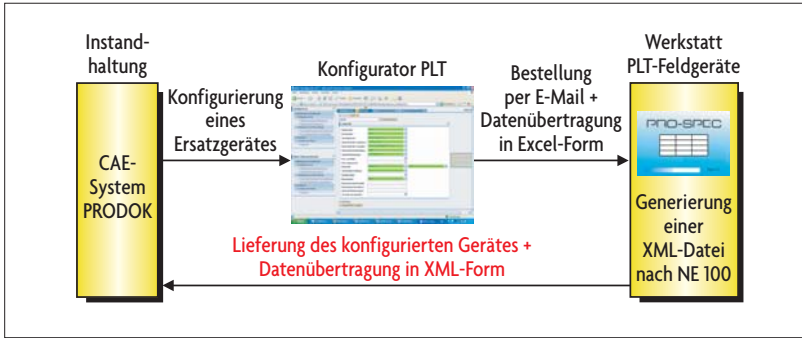 Instand-
haltung
CAE-
System
PRODOK
Konfigurierung
eines
Ersatzgerätes
Konfigurator PLT
Bestellung
per E-Mail +
Datenübertragung
in Excel-Form
Werkstatt
PLT-Feldgeräte
PRO-SPEC
Generierung
einer
XML-Datei
nach NE 100
Lieferung des konfigurierten Gerätes +
Datenübertragung in XML-Form